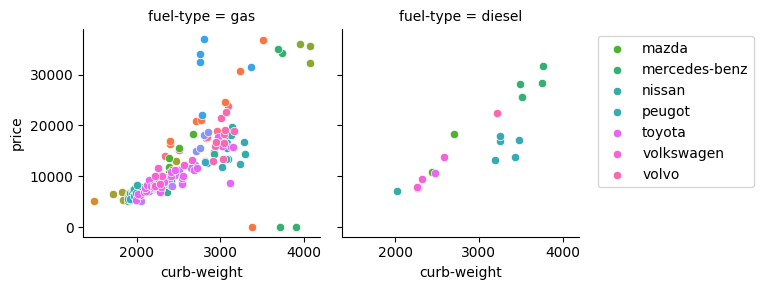 fuel-type = gas
fuel-type = diesel
price
30000
20000
10000
0
2000
3000
4000
curb-weight
2000
3000
4000
curb-weight
mazda
mercedes-benz
nissan
peugot
toyota
volkswagen
volvo